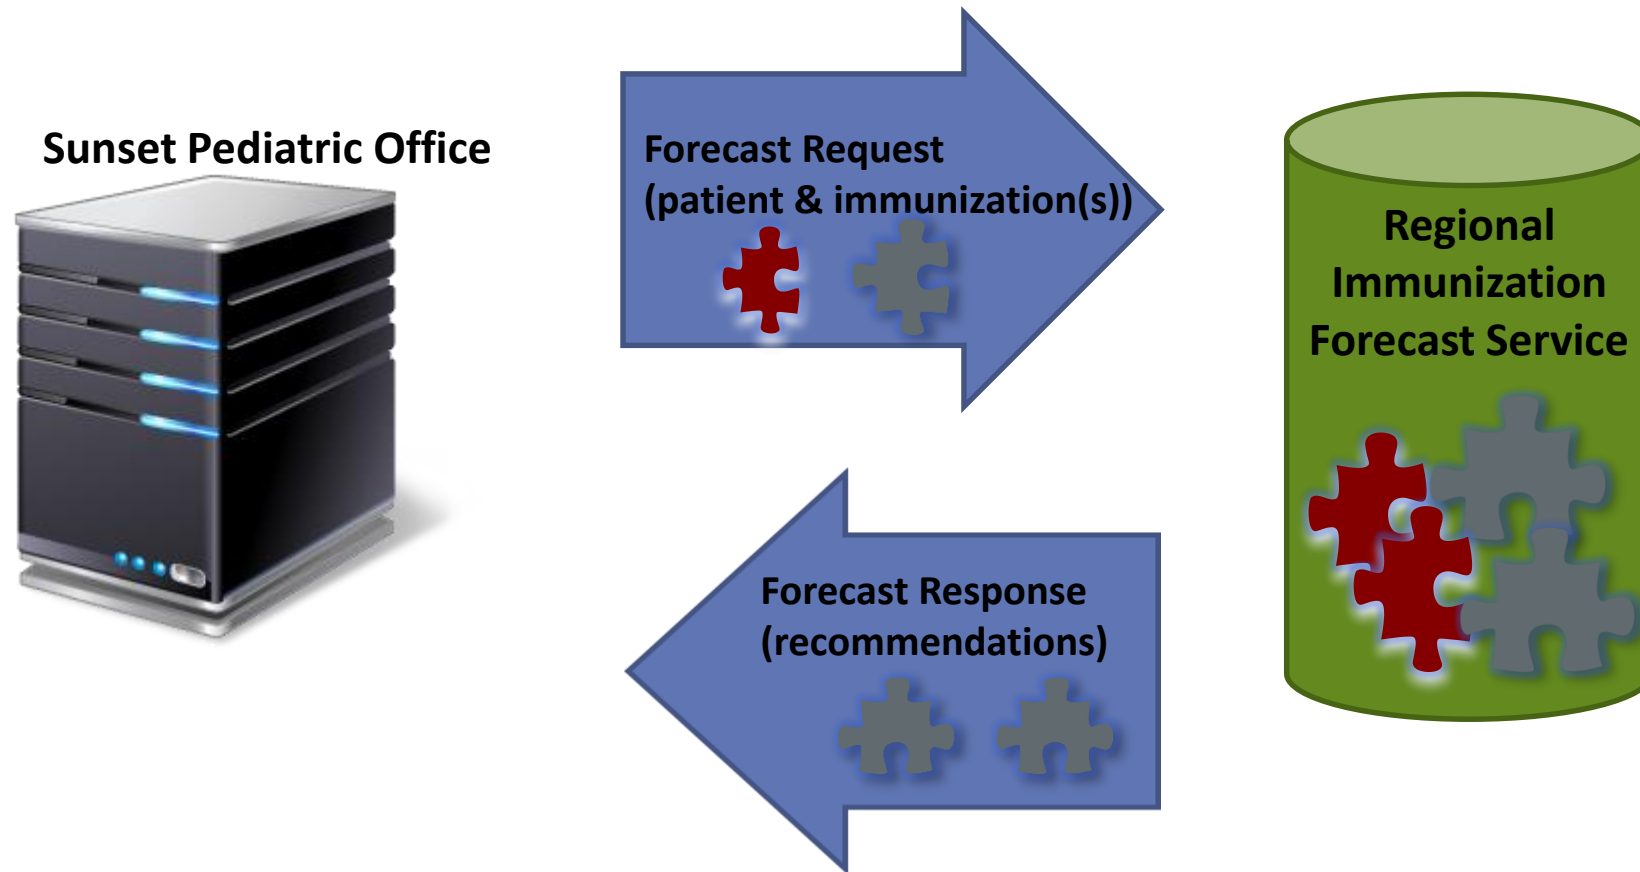 Sunset Pediatric Office
Forecast Request
(patient & immunization(s))
Regional
Immunization
Forecast Service
Forecast Response
(recommendations)